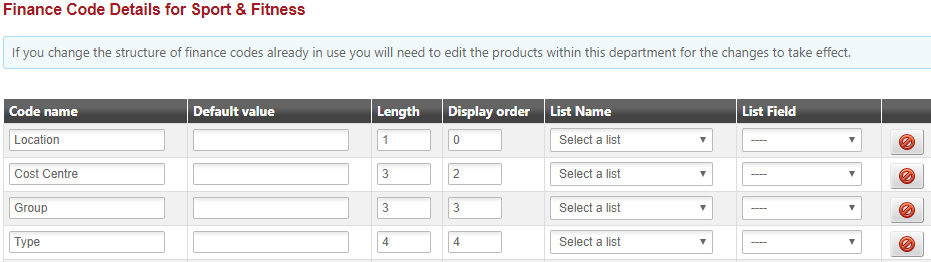 Finance Code Details for Sport & Fitness
If you change the structure of finance codes already in use you will need to edit the products within this department for the changes to take effect.
Code name Default value Length Display order List Name List Field
Location 1 0 Select a list ----
Cost Centre 3 2 Select a list ----
Group 3 3 Select a list ----
Type 4 4 Select a list ----